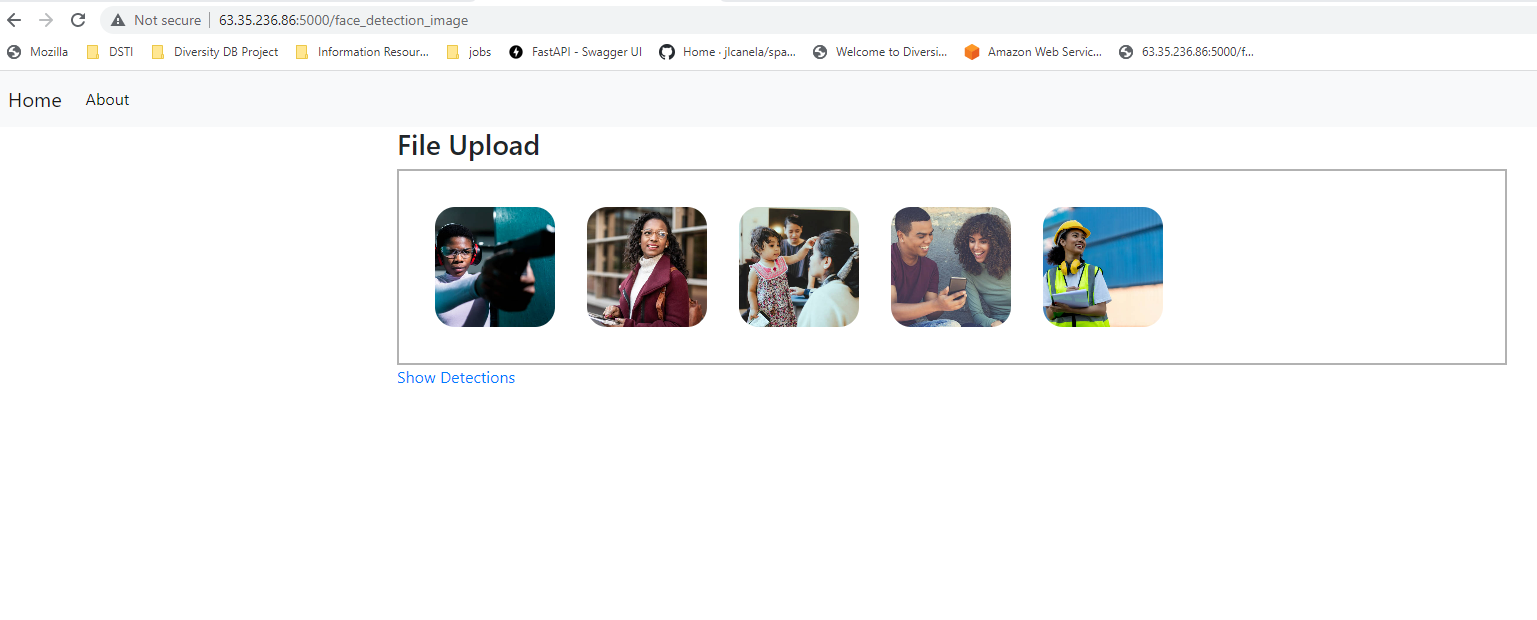 Not secure | 63.35.236.86:5000/face_detection_image
Mozilla DSTI Diversity DB Project Information Resour... jobs FastAPI - Swagger UI Home · jlcanela/spa... Welcome to Diversi... Amazon Web Servic... 63.35.236.86:5000/f...
Home About
File Upload
Show Detections